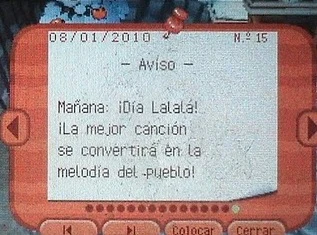 08/01/2010 N.º 15
- Aviso -
Mañana: ¡Día Lalala!
¡La mejor canción
se convertirá en la
melodía del pueblo!
Colocar Cerrar